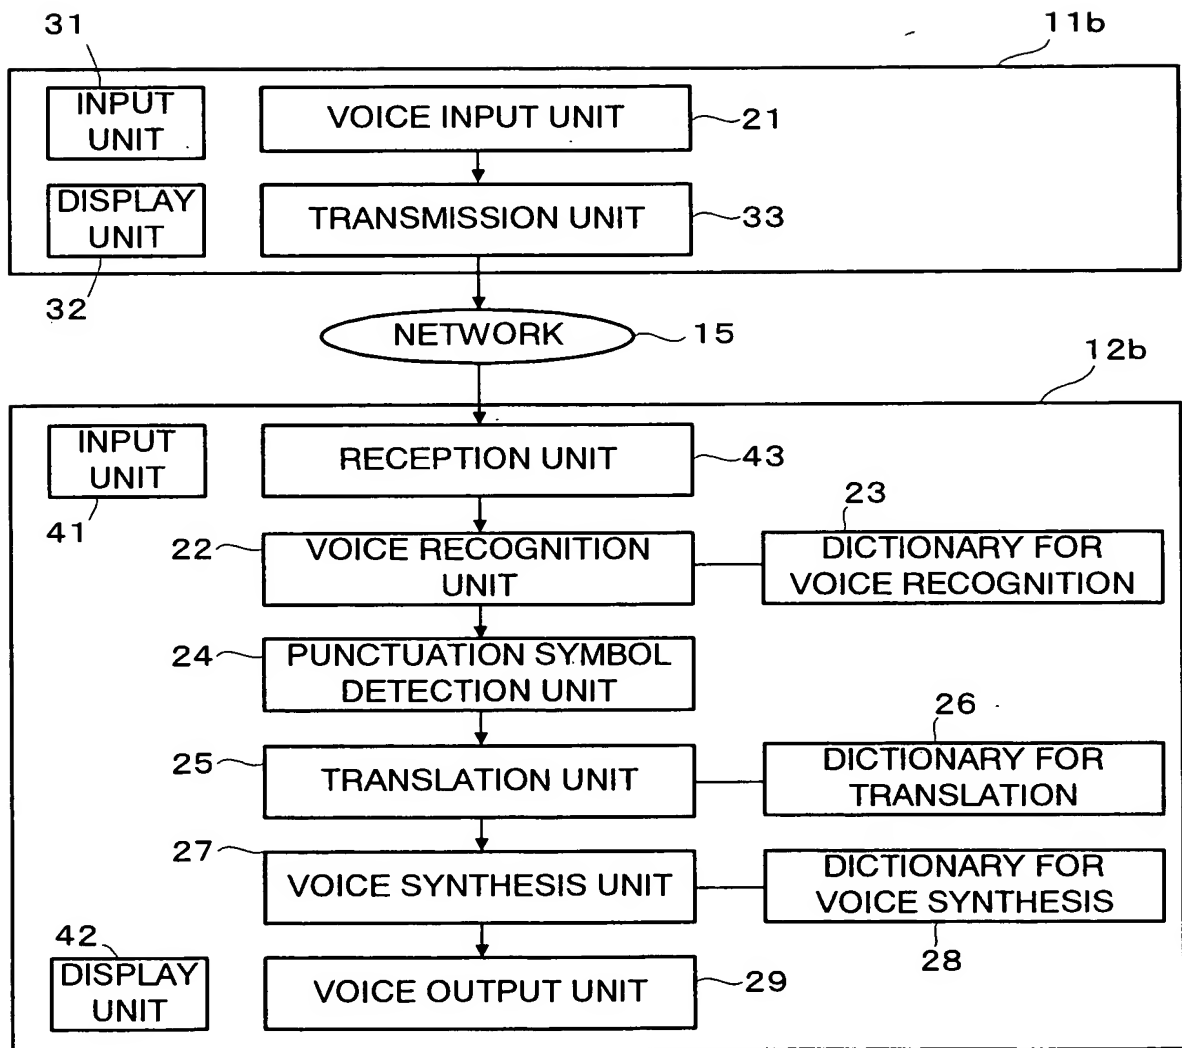 31
11b
INPUT
UNIT
VOICE INPUT UNIT
21
DISPLAY
UNIT
TRANSMISSION UNIT
33
32
NETWORK
15
12b
INPUT
UNIT
RECEPTION UNIT
43
41
22
VOICE RECOGNITION
UNIT
23
DICTIONARY FOR
VOICE RECOGNITION
24
PUNCTUATION SYMBOL
DETECTION UNIT
25
TRANSLATION UNIT
26
DICTIONARY FOR
TRANSLATION
27
VOICE SYNTHESIS UNIT
DICTIONARY FOR
VOICE SYNTHESIS
28
42
DISPLAY
UNIT
VOICE OUTPUT UNIT
29